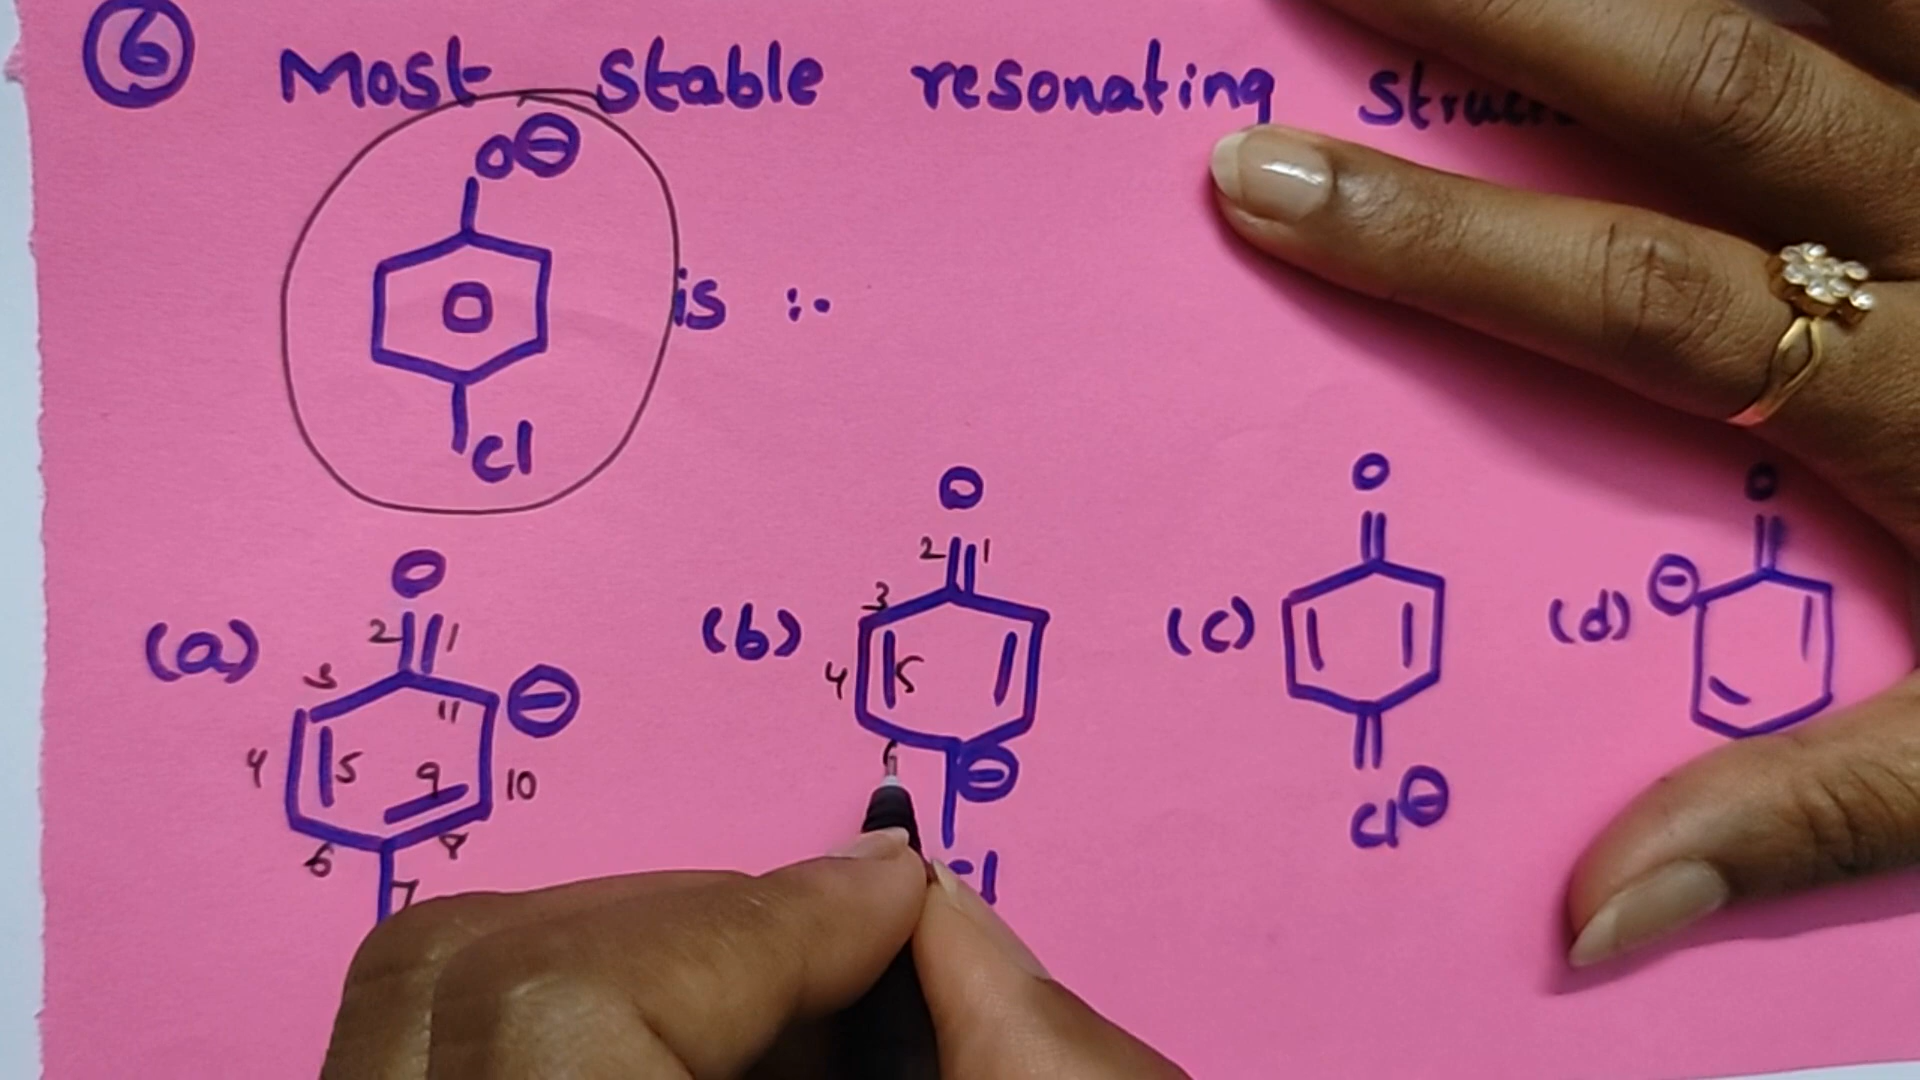 6 Most stable resonating
O⊖
Cl
is :-
(a) O 2 1 3 ⊖ 11 4 5 9 10 6 8 7
(b) O 2 1 3 4 5 6 ⊖
(c) O Cl⊖
(d) O ⊖